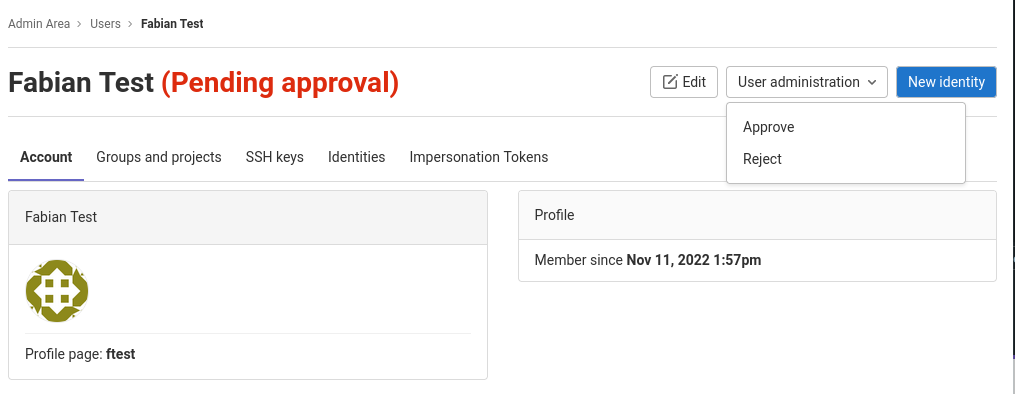 Admin Area > Users > Fabian Test
Fabian Test (Pending approval)
Edit
User administration
New identity
Approve
Reject
Account Groups and projects SSH keys Identities Impersonation Tokens
Fabian Test
Profile page: ftest
Profile
Member since Nov 11, 2022 1:57pm